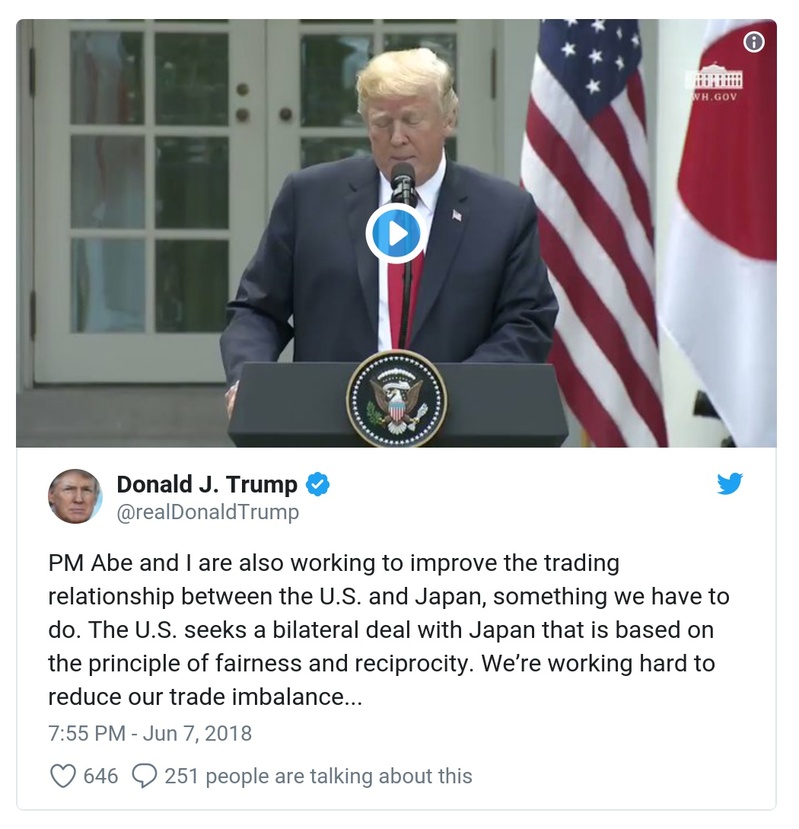 WH.GOV
Donald J. Trump
@realDonaldTrump
PM Abe and I are also working to improve the trading
relationship between the U.S. and Japan, something we have to
do. The U.S. seeks a bilateral deal with Japan that is based on
the principle of fairness and reciprocity. We’re working hard to
reduce our trade imbalance...
7:55 PM - Jun 7, 2018
646 251 people are talking about this